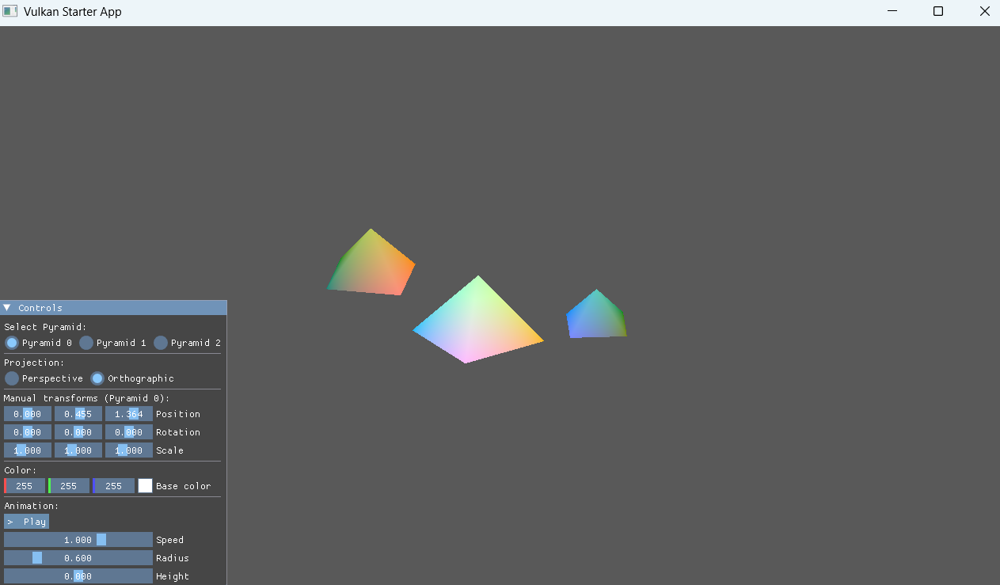 Vulkan Starter App
Controls
Select Pyramid:
Pyramid 0 Pyramid 1 Pyramid 2
Projection:
Perspective Orthographic
Manual transforms (Pyramid 0):
0.000 0.455 1.364 Position
0.000 0.000 0.000 Rotation
1.000 1.000 1.000 Scale
Color:
255 255 255 Base color
Animation:
> Play
1.000 Speed
0.600 Radius
0.000 Height